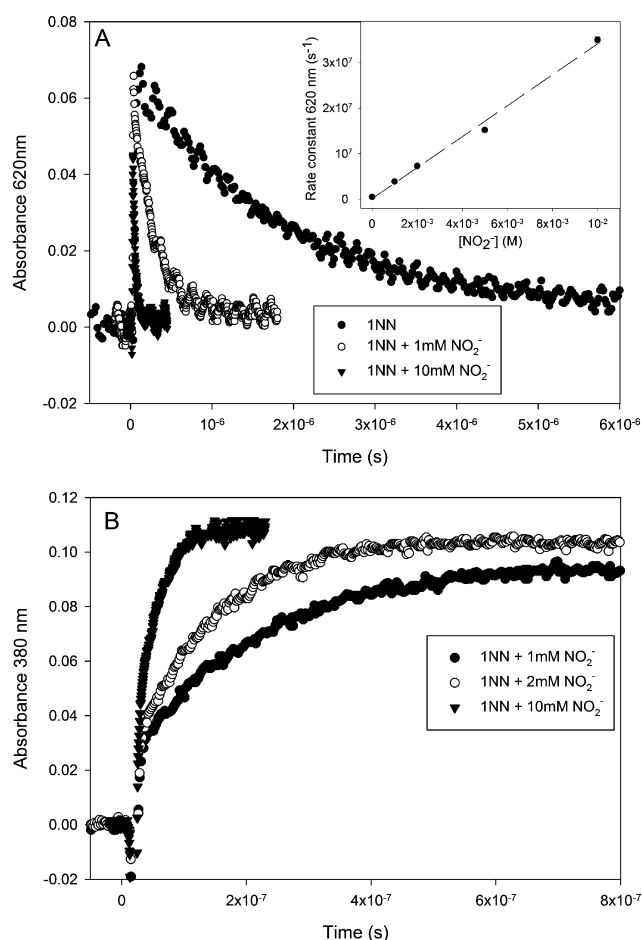 A
0.08
0.06
0.04
0.02
0.00
-0.02
Absorbance 620nm
0
10⁻⁶
2x10⁻⁶
3x10⁻⁶
4x10⁻⁶
5x10⁻⁶
6x10⁻⁶
Time (s)
Rate constant 620 nm (s⁻¹)
3x10⁷
2x10⁷
10⁷
0
0
2x10⁻³
4x10⁻³
6x10⁻³
8x10⁻³
10⁻²
[NO₂⁻] (M)
1NN
1NN + 1mM NO₂⁻
1NN + 10mM NO₂⁻
B
0.12
0.10
0.08
0.06
0.04
0.02
0.00
-0.02
Absorbance 380 nm
0
2x10⁻⁷
4x10⁻⁷
6x10⁻⁷
8x10⁻⁷
Time (s)
1NN + 1mM NO₂⁻
1NN + 2mM NO₂⁻
1NN + 10mM NO₂⁻